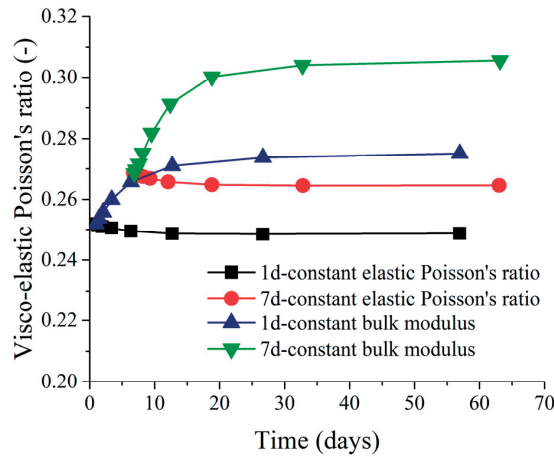 Visco-elastic Poisson's ratio (-)
0.32
0.30
0.28
0.26
0.24
0.22
0.20
1d-constant elastic Poisson's ratio
7d-constant elastic Poisson's ratio
1d-constant bulk modulus
7d-constant bulk modulus
0 10 20 30 40 50 60 70
Time (days)